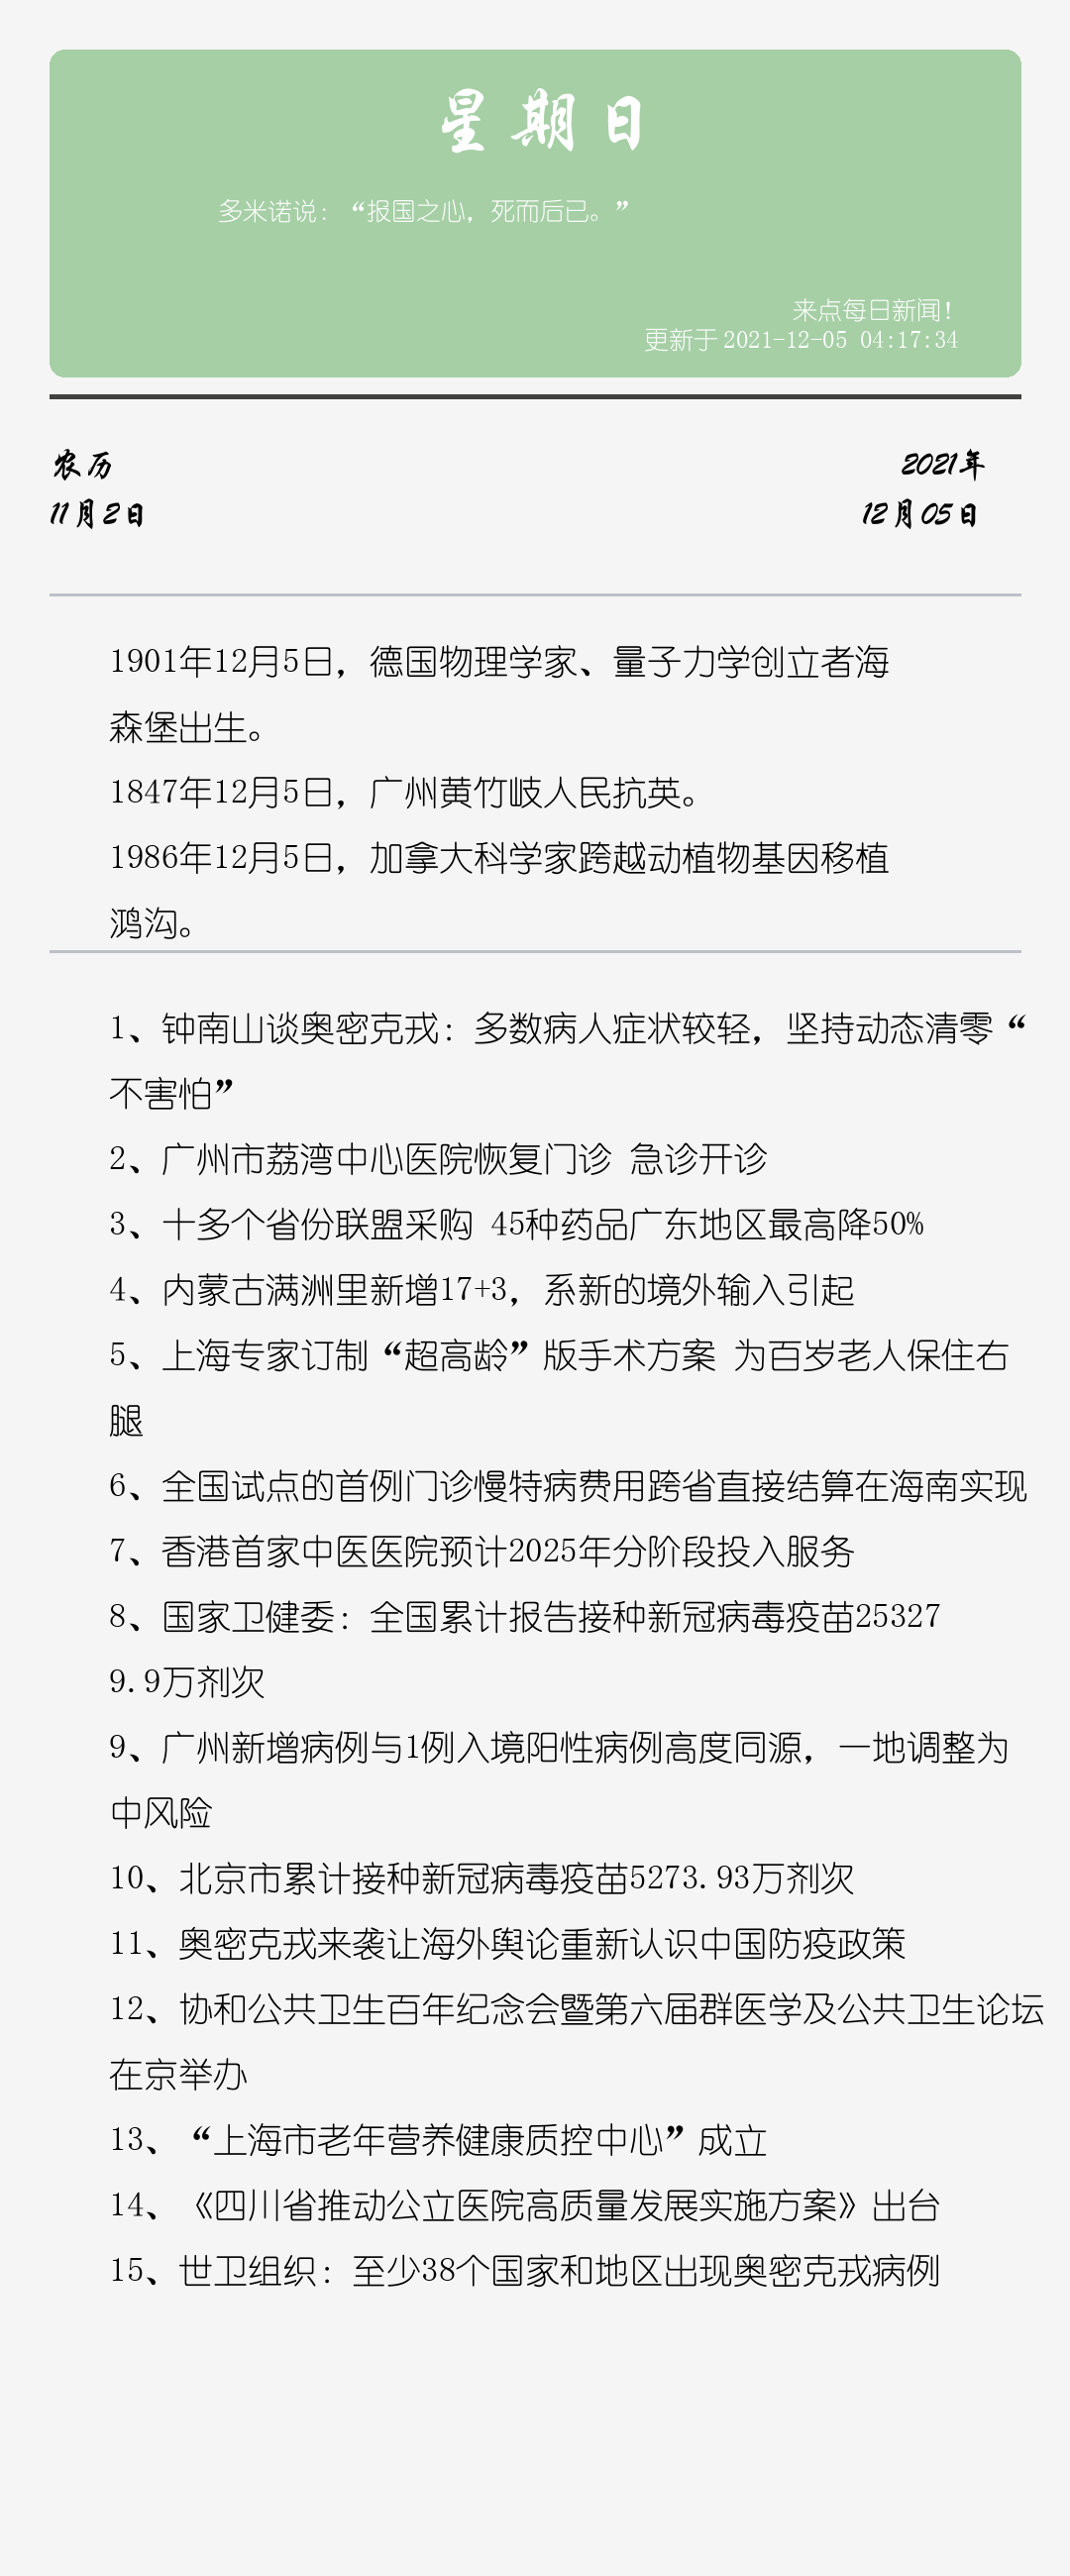 星期日
多米诺说：“报国之心，死而后已。”
来点每日新闻！
更新于 2021-12-05 04:17:34
农历
2021年
11月2日
12月05日
1901年12月5日，德国物理学家、量子力学创立者海
森堡出生。
1847年12月5日，广州黄竹岐人民抗英。
1986年12月5日，加拿大科学家跨越动植物基因移植
鸿沟。
1、钟南山谈奥密克戎：多数病人症状较轻，坚持动态清零“
不害怕”
2、广州市荔湾中心医院恢复门诊 急诊开诊
3、十多个省份联盟采购 45种药品广东地区最高降50%
4、内蒙古满洲里新增17+3，系新的境外输入引起
5、上海专家订制“超高龄”版手术方案 为百岁老人保住右
腿
6、全国试点的首例门诊慢特病费用跨省直接结算在海南实现
7、香港首家中医医院预计2025年分阶段投入服务
8、国家卫健委：全国累计报告接种新冠病毒疫苗25327
9.9万剂次
9、广州新增病例与1例入境阳性病例高度同源，一地调整为
中风险
10、北京市累计接种新冠病毒疫苗5273.93万剂次
11、奥密克戎来袭让海外舆论重新认识中国防疫政策
12、协和公共卫生百年纪念会暨第六届群医学及公共卫生论坛
在京举办
13、“上海市老年营养健康质控中心”成立
14、《四川省推动公立医院高质量发展实施方案》出台
15、世卫组织：至少38个国家和地区出现奥密克戎病例